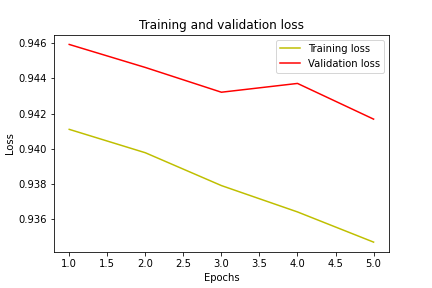 Training and validation loss
Training loss
Validation loss
0.946
0.944
0.942
0.940
0.938
0.936
Loss
1.0 1.5 2.0 2.5 3.0 3.5 4.0 4.5 5.0
Epochs